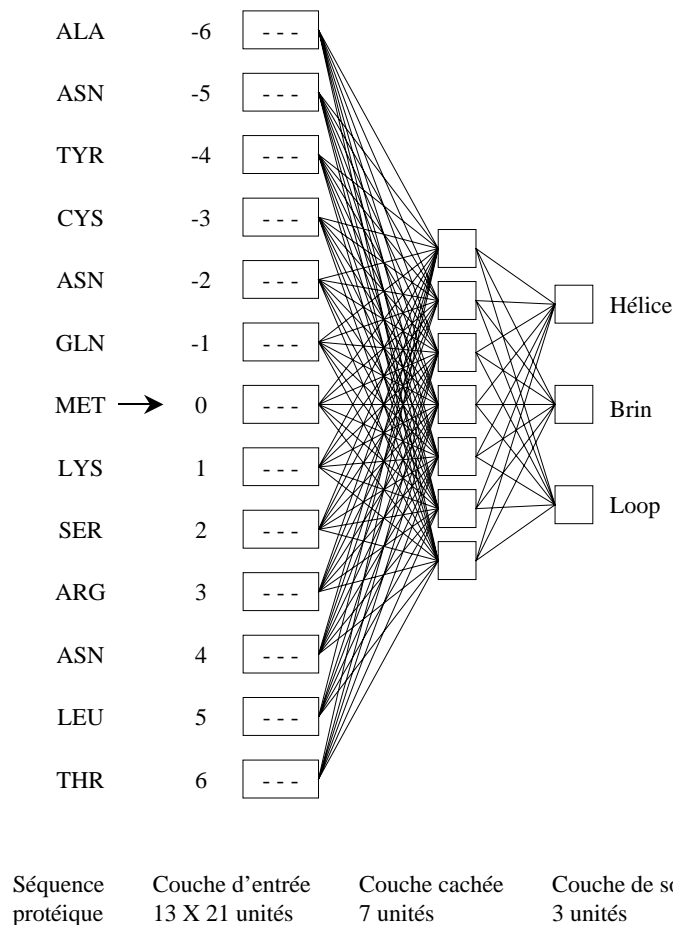 ALA -6 - - -
ASN -5 - - -
TYR -4 - - -
CYS -3 - - -
ASN -2 - - -
Hélice
GLN -1 - - -
MET 0 - - - Brin
LYS 1 - - -
Loop
SER 2 - - -
ARG 3 - - -
ASN 4 - - -
LEU 5 - - -
THR 6 - - -
Séquence Couche d’entrée Couche cachée Couche de
protéique 13 X 21 unités 7 unités 3 unités